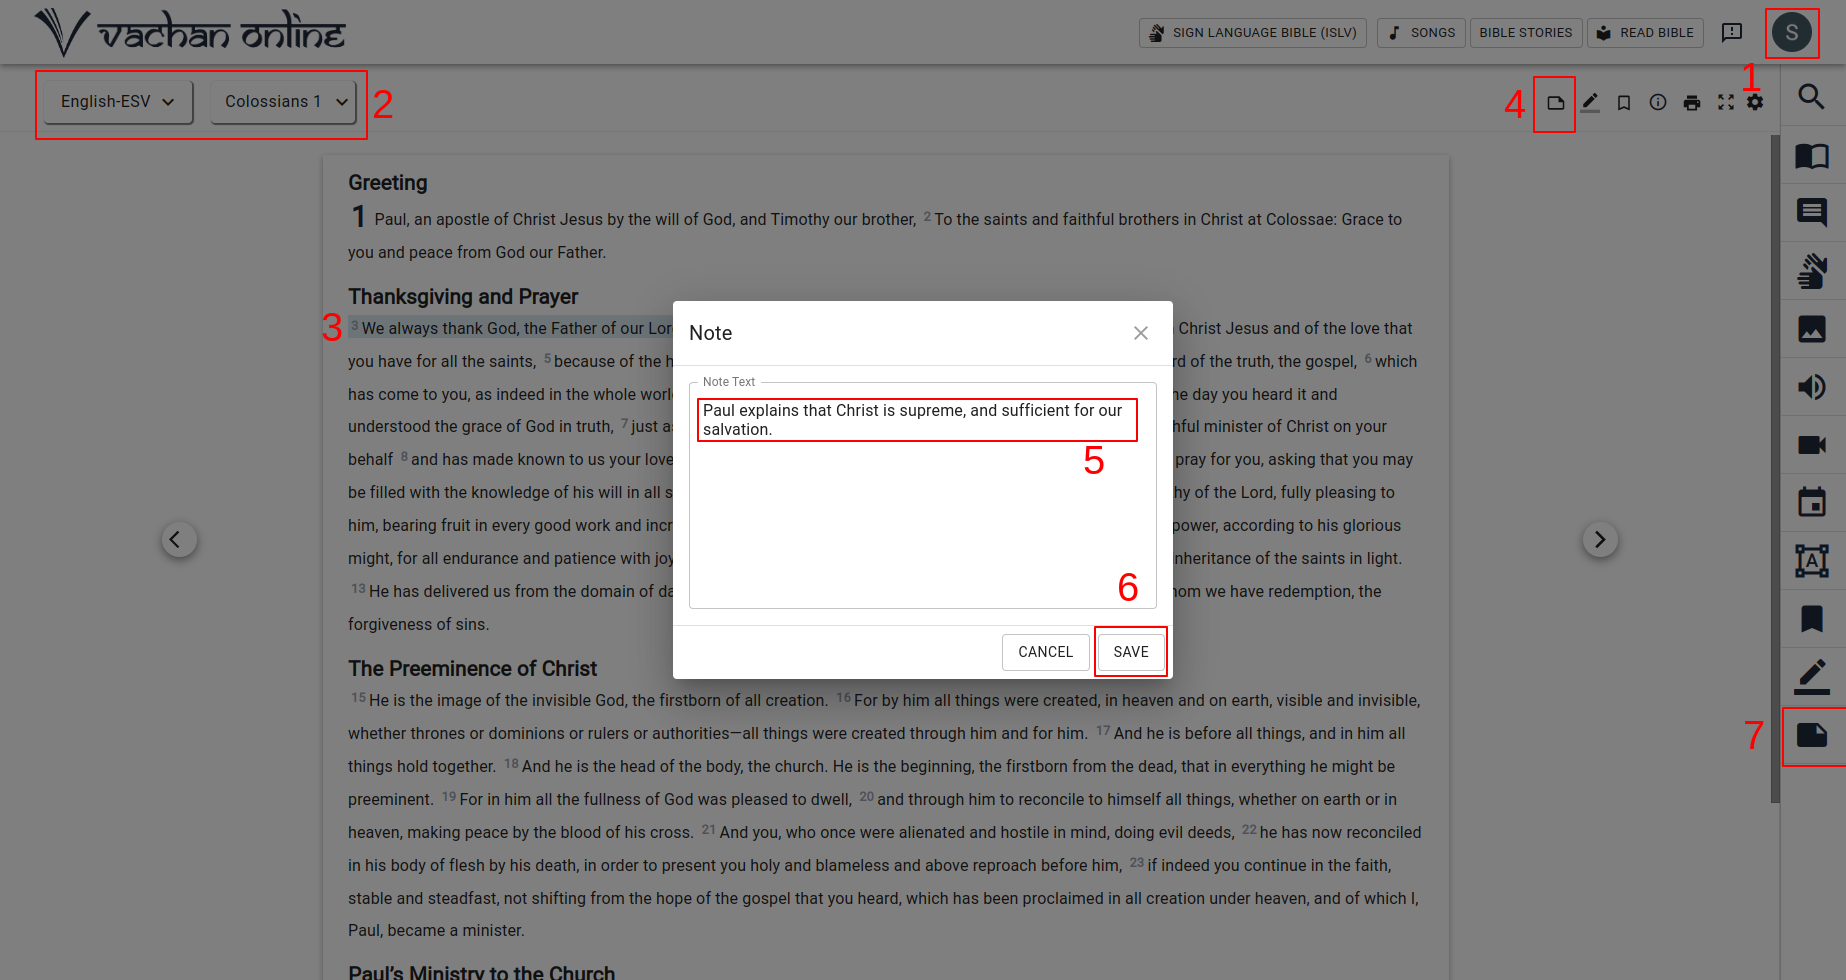 vachan online
SIGN LANGUAGE BIBLE (ISLV)
SONGS
BIBLE STORIES
READ BIBLE
S
1
English-ESV
Colossians 1
2
4
Greeting
1 Paul, an apostle of Christ Jesus by the will of God, and Timothy our brother, 2 To the saints and faithful brothers in Christ at Colossae: Grace to
you and peace from God our Father.
Thanksgiving and Prayer
3
3 We always thank God, the Father of our Lor Christ Jesus and of the love that
you have for all the saints, 5 because of the h rd of the truth, the gospel, 6 which
has come to you, as indeed in the whole worl he day you heard it and
understood the grace of God in truth, 7 just a hful minister of Christ on your
behalf 8 and has made known to us your love pray for you, asking that you may
be filled with the knowledge of his will in all s hy of the Lord, fully pleasing to
him, bearing fruit in every good work and incr power, according to his glorious
might, for all endurance and patience with joy nheritance of the saints in light.
13 He has delivered us from the domain of da om we have redemption, the
forgiveness of sins.
Note
Note Text
Paul explains that Christ is supreme, and sufficient for our
salvation.
5
6
CANCEL
SAVE
7
The Preeminence of Christ
15 He is the image of the invisible God, the firstborn of all creation. 16 For by him all things were created, in heaven and on earth, visible and invisible,
whether thrones or dominions or rulers or authorities—all things were created through him and for him. 17 And he is before all things, and in him all
things hold together. 18 And he is the head of the body, the church. He is the beginning, the firstborn from the dead, that in everything he might be
preeminent. 19 For in him all the fullness of God was pleased to dwell, 20 and through him to reconcile to himself all things, whether on earth or in
heaven, making peace by the blood of his cross. 21 And you, who once were alienated and hostile in mind, doing evil deeds, 22 he has now reconciled
in his body of flesh by his death, in order to present you holy and blameless and above reproach before him, 23 if indeed you continue in the faith,
stable and steadfast, not shifting from the hope of the gospel that you heard, which has been proclaimed in all creation under heaven, and of which I,
Paul, became a minister.
Paul's Ministry to the Church